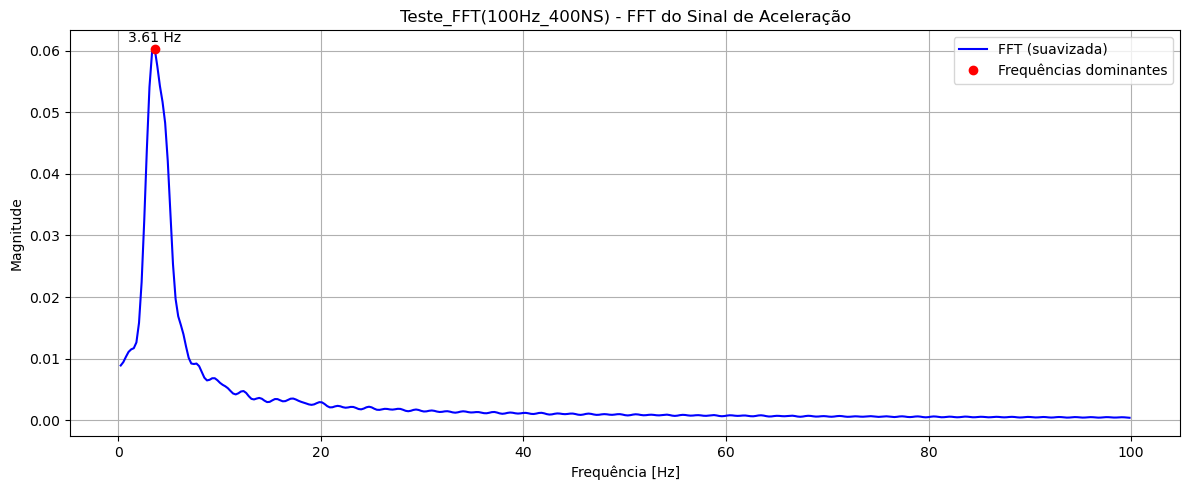 Teste_FFT(100Hz_400NS) - FFT do Sinal de Aceleração
3.61 Hz
FFT (suavizada)
Frequências dominantes
Magnitude
0.06
0.05
0.04
0.03
0.02
0.01
0.00
0 20 40 60 80 100
Frequência [Hz]